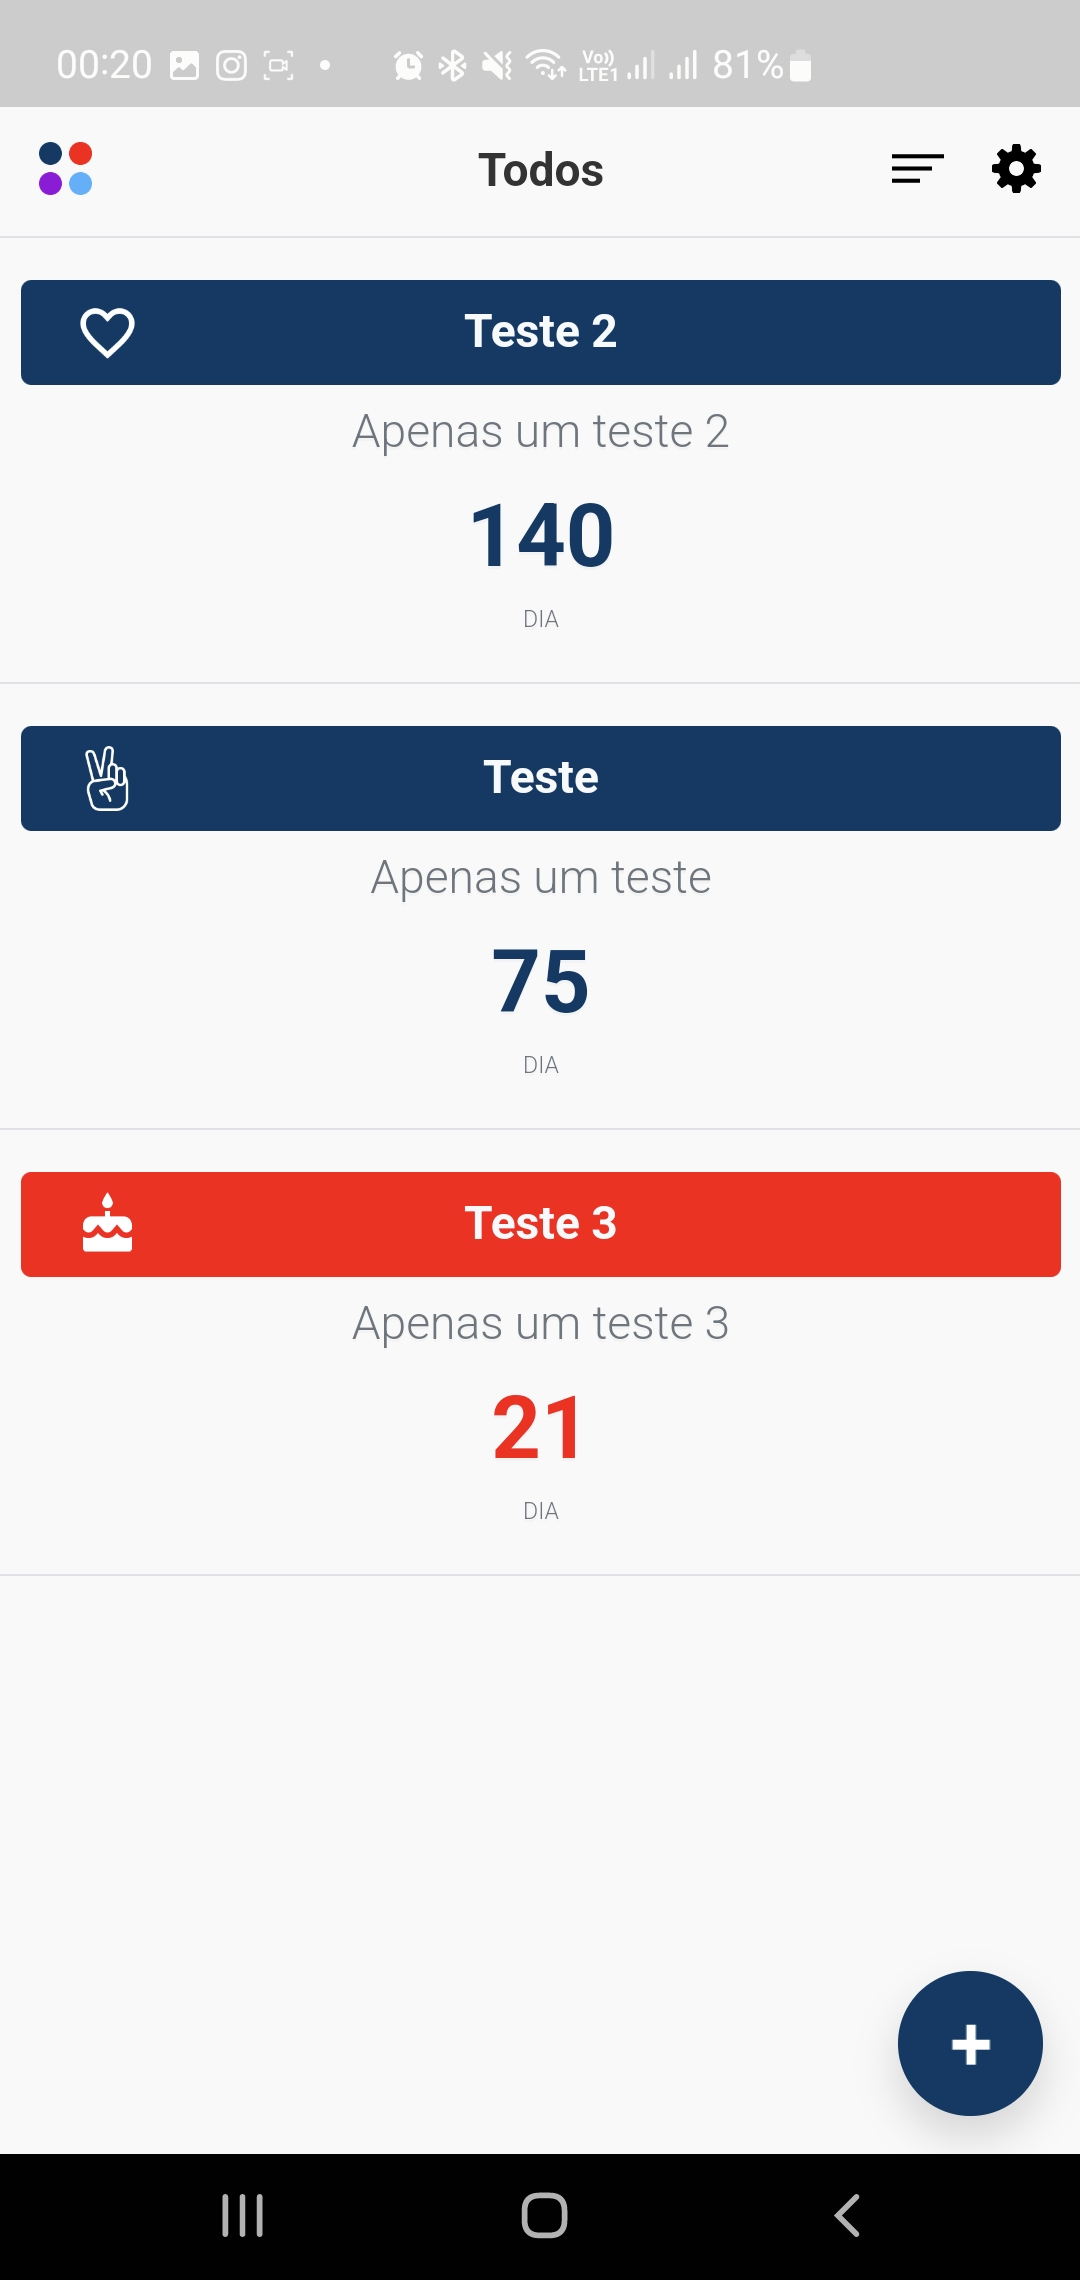 00:20
Vo))
LTE1
81%
Todos
Teste 2
Apenas um teste 2
140
DIA
Teste
Apenas um teste
75
DIA
Teste 3
Apenas um teste 3
21
DIA
+